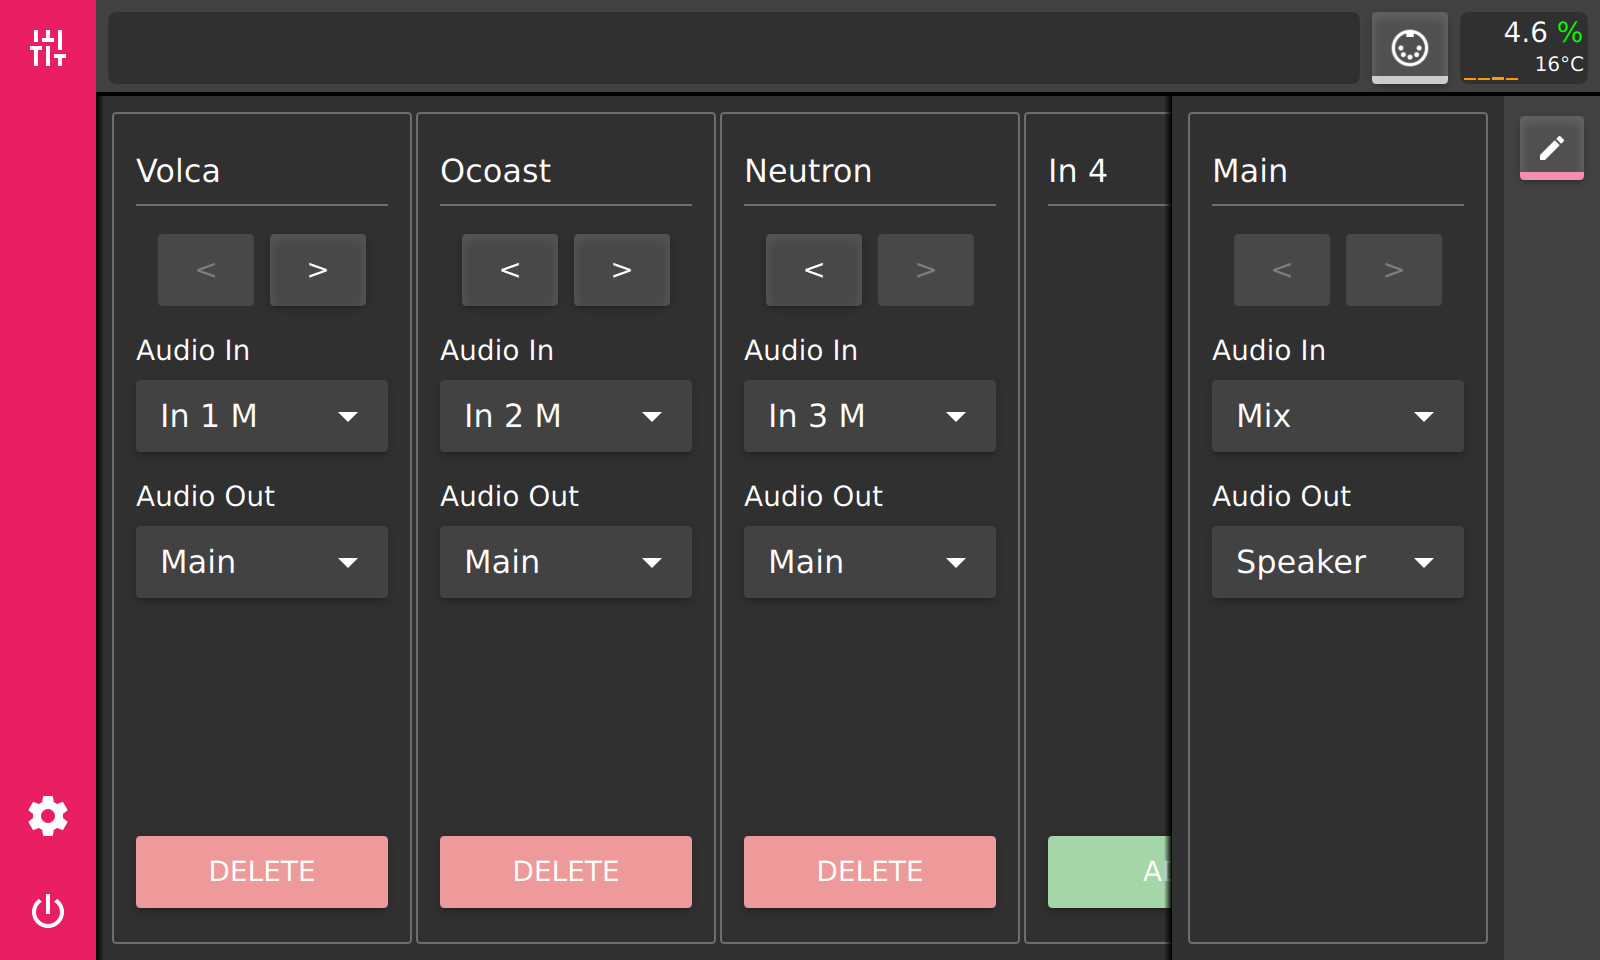 4.6 %
16°C
Volca
Ocoast
Neutron
In 4
Main
< >
< >
< >
< >
Audio In
Audio In
Audio In
Audio In
In 1 M
In 2 M
In 3 M
Mix
Audio Out
Audio Out
Audio Out
Audio Out
Main
Main
Main
Speaker
DELETE
DELETE
DELETE